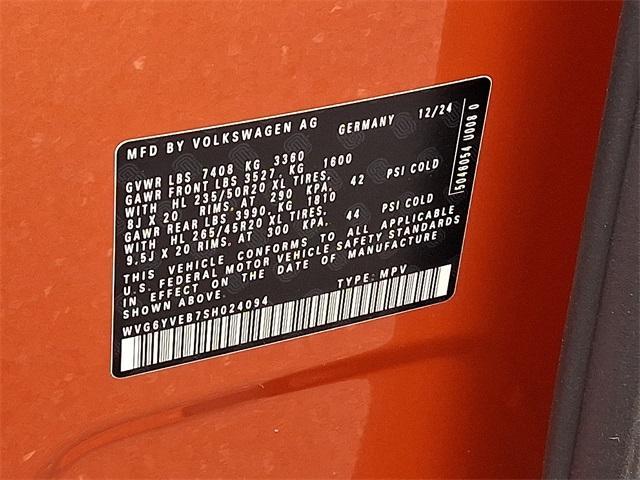 MFD BY VOLKSWAGEN AG GERMANY 12/24
GVWR LBS 7408 KG 3360
GAWR FRONT LBS 3527, KG 1600
WITH HL 235/50R20 XL TIRES,
8J X 20 RIMS, AT 290 KPA, 42 PSI COLD
GAWR REAR LBS 3990, KG 1810
WITH HL 265/45R20 XL TIRES,
9.5J X 20 RIMS, AT 300 KPA, 44 PSI COLD
THIS VEHICLE CONFORMS TO ALL APPLICABLE
U.S. FEDERAL MOTOR VEHICLE SAFETY STANDARDS
IN EFFECT ON THE DATE OF MANUFACTURE
SHOWN ABOVE.
WVG6YVEB7SH024094 TYPE: MPV
5046054 U008 0